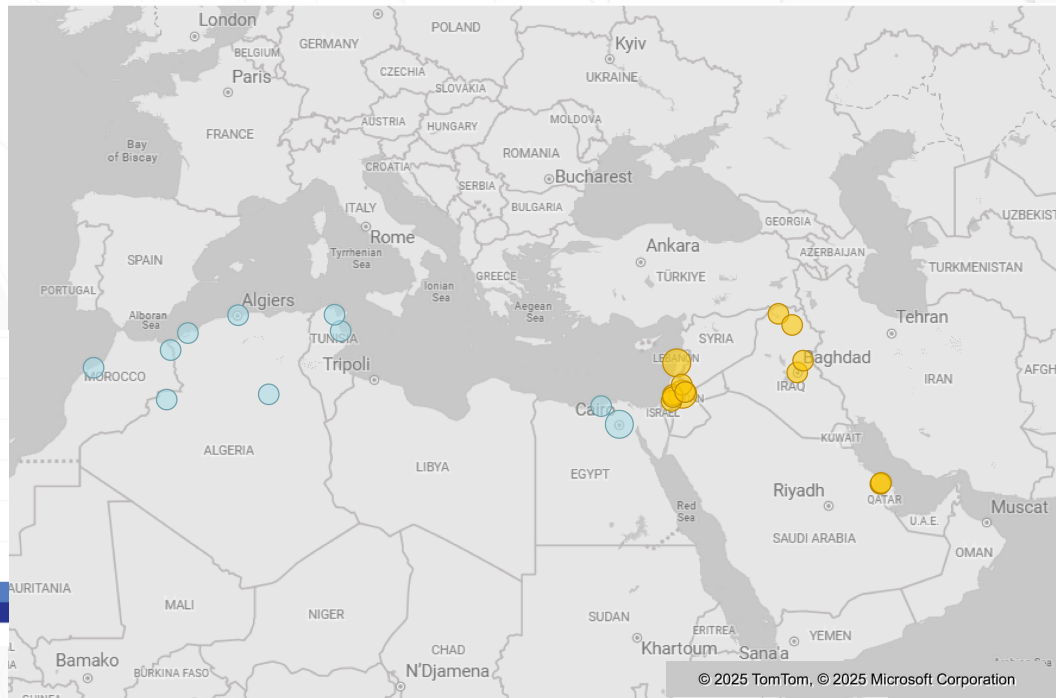 London
POLAND
Kyiv
GERMANY
BELGIUM
Paris
CZECHIA
UKRAINE
SLOVAKIA
AUSTRIA
HUNGARY
MOLDOVA
FRANCE
Bay
of Biscay
ROMANIA
CROATIA
Bucharest
SERBIA
ITALY
BULGARIA
Rome
GEORGIA
UZBEKIST
Tyrrhenian
Sea
Ankara
AZERBAIJAN
SPAIN
TÜRKIYE
TURKMENISTAN
GREECE
PORTUGAL
Ionian
Sea
Algiers
Aegean
Sea
Alboran
Sea
Tehran
TUNISIA
SYRIA
LEBANON
Baghdad
Tripoli
MOROCCO
IRAN
AFGH
IRAQ
Cairo
ISRAEL
AN
KUWAIT
ALGERIA
LIBYA
EGYPT
Riyadh
QATAR
Red
Sea
Muscat
U.A.E.
SAUDI ARABIA
OMAN
AURITANIA
MALI
NIGER
SUDAN
ERITREA
YEMEN
Khartoum
Sana'a
CHAD
Bamako
BURKINA FASO
N'Djamena
© 2025 TomTom, © 2025 Microsoft Corporation